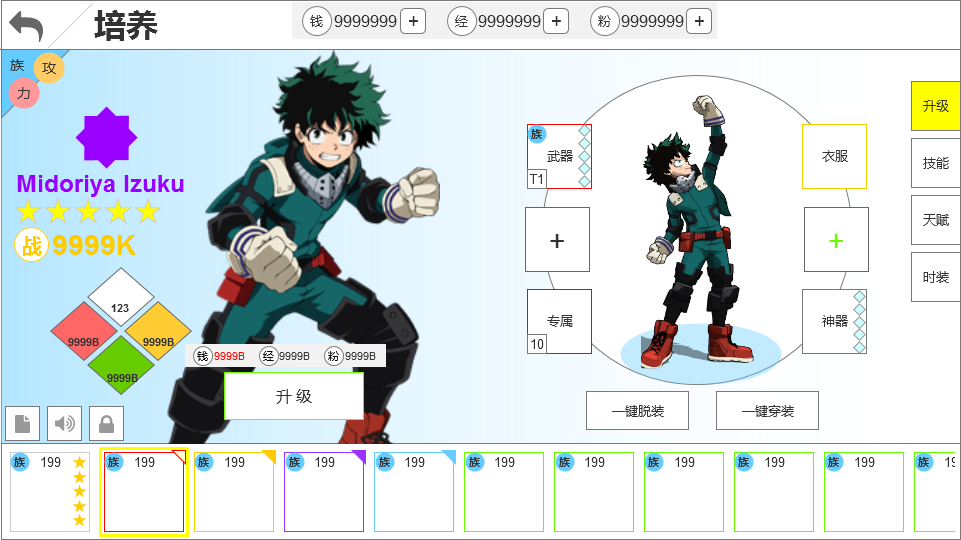 培养
钱 9999999 + 经 9999999 + 粉 9999999 +
族 攻
力
Midoriya Izuku
战 9999K
123
9999B 9999B
9999B
钱 9999B 经 9999B 粉 9999B
升 级
族
武器
T1
衣服
+
+
专属
10
神器
一键脱装 一键穿装
升级
技能
天赋
时装
族 199
族 199
族 199
族 199
族 199
族 199
族 199
族 199
族 199
族 199
族 19